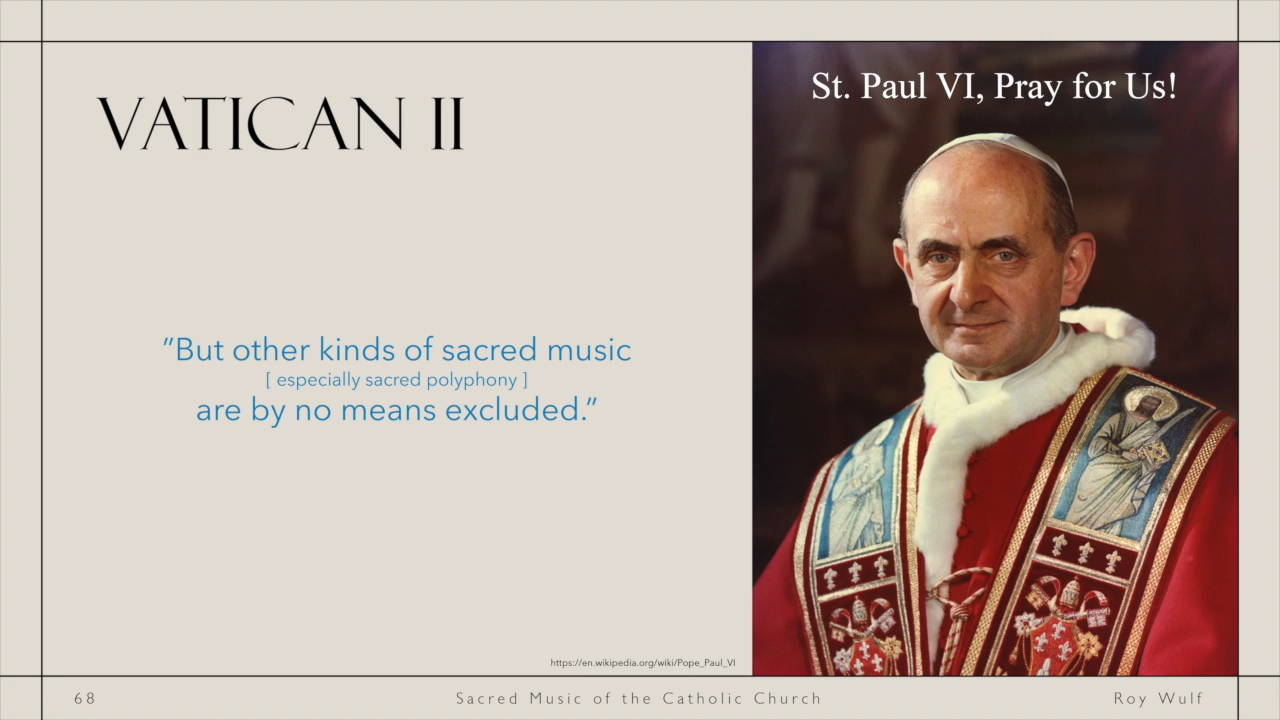 VATICAN II
St. Paul VI, Pray for Us!
“But other kinds of sacred music
[ especially sacred polyphony ]
are by no means excluded.”
https://en.wikipedia.org/wiki/Pope_Paul_VI
68
Sacred Music of the Catholic Church
Roy Wulf